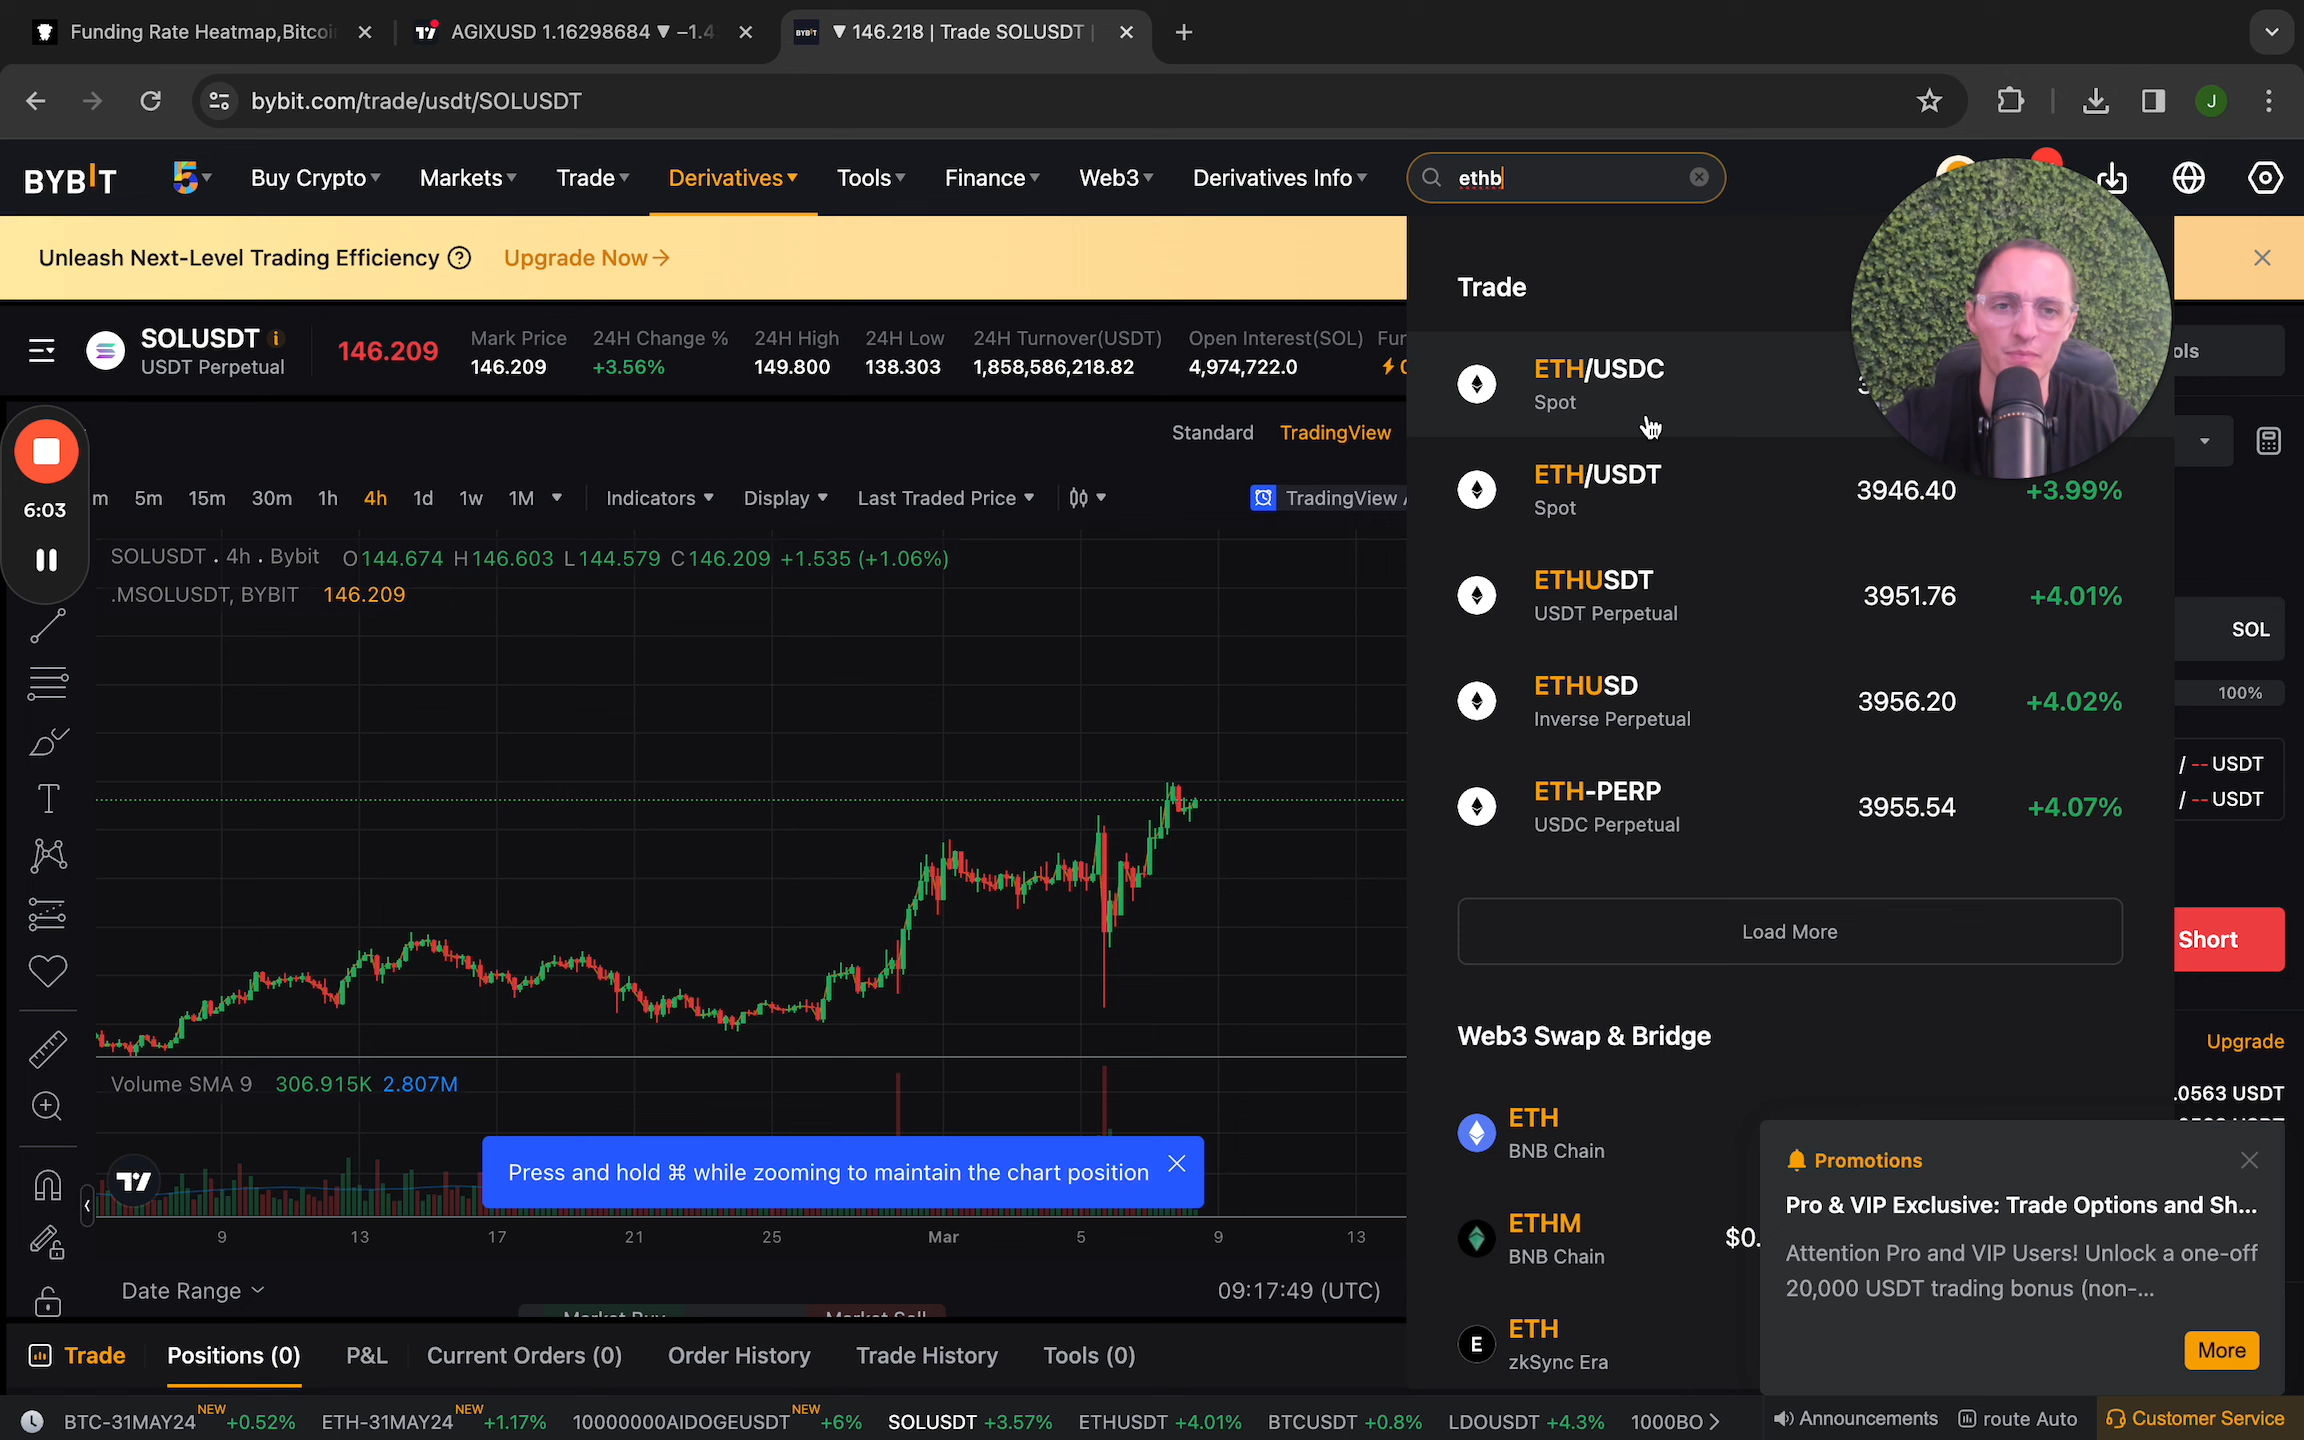 Funding Rate Heatmap,Bitcoi
AGIXUSD 1.16298684 ▼ −1.4
▼ 146.218 | Trade SOLUSDT |
bybit.com/trade/usdt/SOLUSDT
J
BYBIT
Buy Crypto
Markets
Trade
Derivatives
Tools
Finance
Web3
Derivatives Info
ethb
Unleash Next-Level Trading Efficiency
Upgrade Now →
Trade
SOLUSDT
USDT Perpetual
146.209
Mark Price
146.209
24H Change %
+3.56%
24H High
149.800
24H Low
138.303
24H Turnover(USDT)
1,858,586,218.82
Open Interest(SOL)
4,974,722.0
Fur
ols
ETH/USDC
Spot
ETH/USDT
Spot
3946.40
+3.99%
ETHUSDT
USDT Perpetual
3951.76
+4.01%
ETHUSD
Inverse Perpetual
3956.20
+4.02%
ETH-PERP
USDC Perpetual
3955.54
+4.07%
Load More
Web3 Swap & Bridge
ETH
BNB Chain
ETHM
BNB Chain
$0.
ETH
zkSync Era
Standard
TradingView
6:03
m
5m
15m
30m
1h
4h
1d
1w
1M
Indicators
Display
Last Traded Price
TradingView A
SOLUSDT . 4h . Bybit O144.674 H146.603 L144.579 C146.209 +1.535 (+1.06%)
.MSOLUSDT, BYBIT 146.209
SOL
100%
/ -- USDT
/ -- USDT
Short
Upgrade
.0563 USDT
Volume SMA 9 306.915K 2.807M
Press and hold ⌘ while zooming to maintain the chart position
9
13
17
21
25
Mar
5
9
13
Date Range
09:17:49 (UTC)
Promotions
Pro & VIP Exclusive: Trade Options and Sh...
Attention Pro and VIP Users! Unlock a one-off
20,000 USDT trading bonus (non-...
More
Trade
Positions (0)
P&L
Current Orders (0)
Order History
Trade History
Tools (0)
BTC-31MAY24 NEW +0.52%
ETH-31MAY24 NEW +1.17%
10000000AIDOGEUSDT NEW +6%
SOLUSDT +3.57%
ETHUSDT +4.01%
BTCUSDT +0.8%
LDOUSDT +4.3%
1000BO
Announcements
route Auto
Customer Service